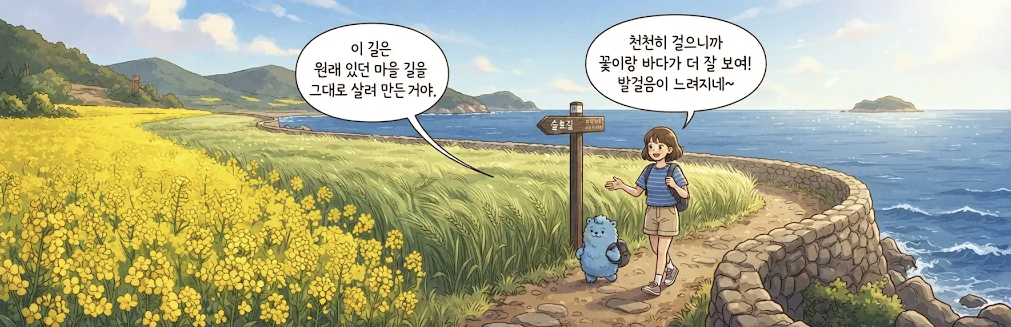 이 길은
원래 있던 마을 길을
그대로 살려 만든 거야.
천천히 걸으니까
꽃이랑 바다가 더 잘 보여!
발걸음이 느려지네~
슬로길